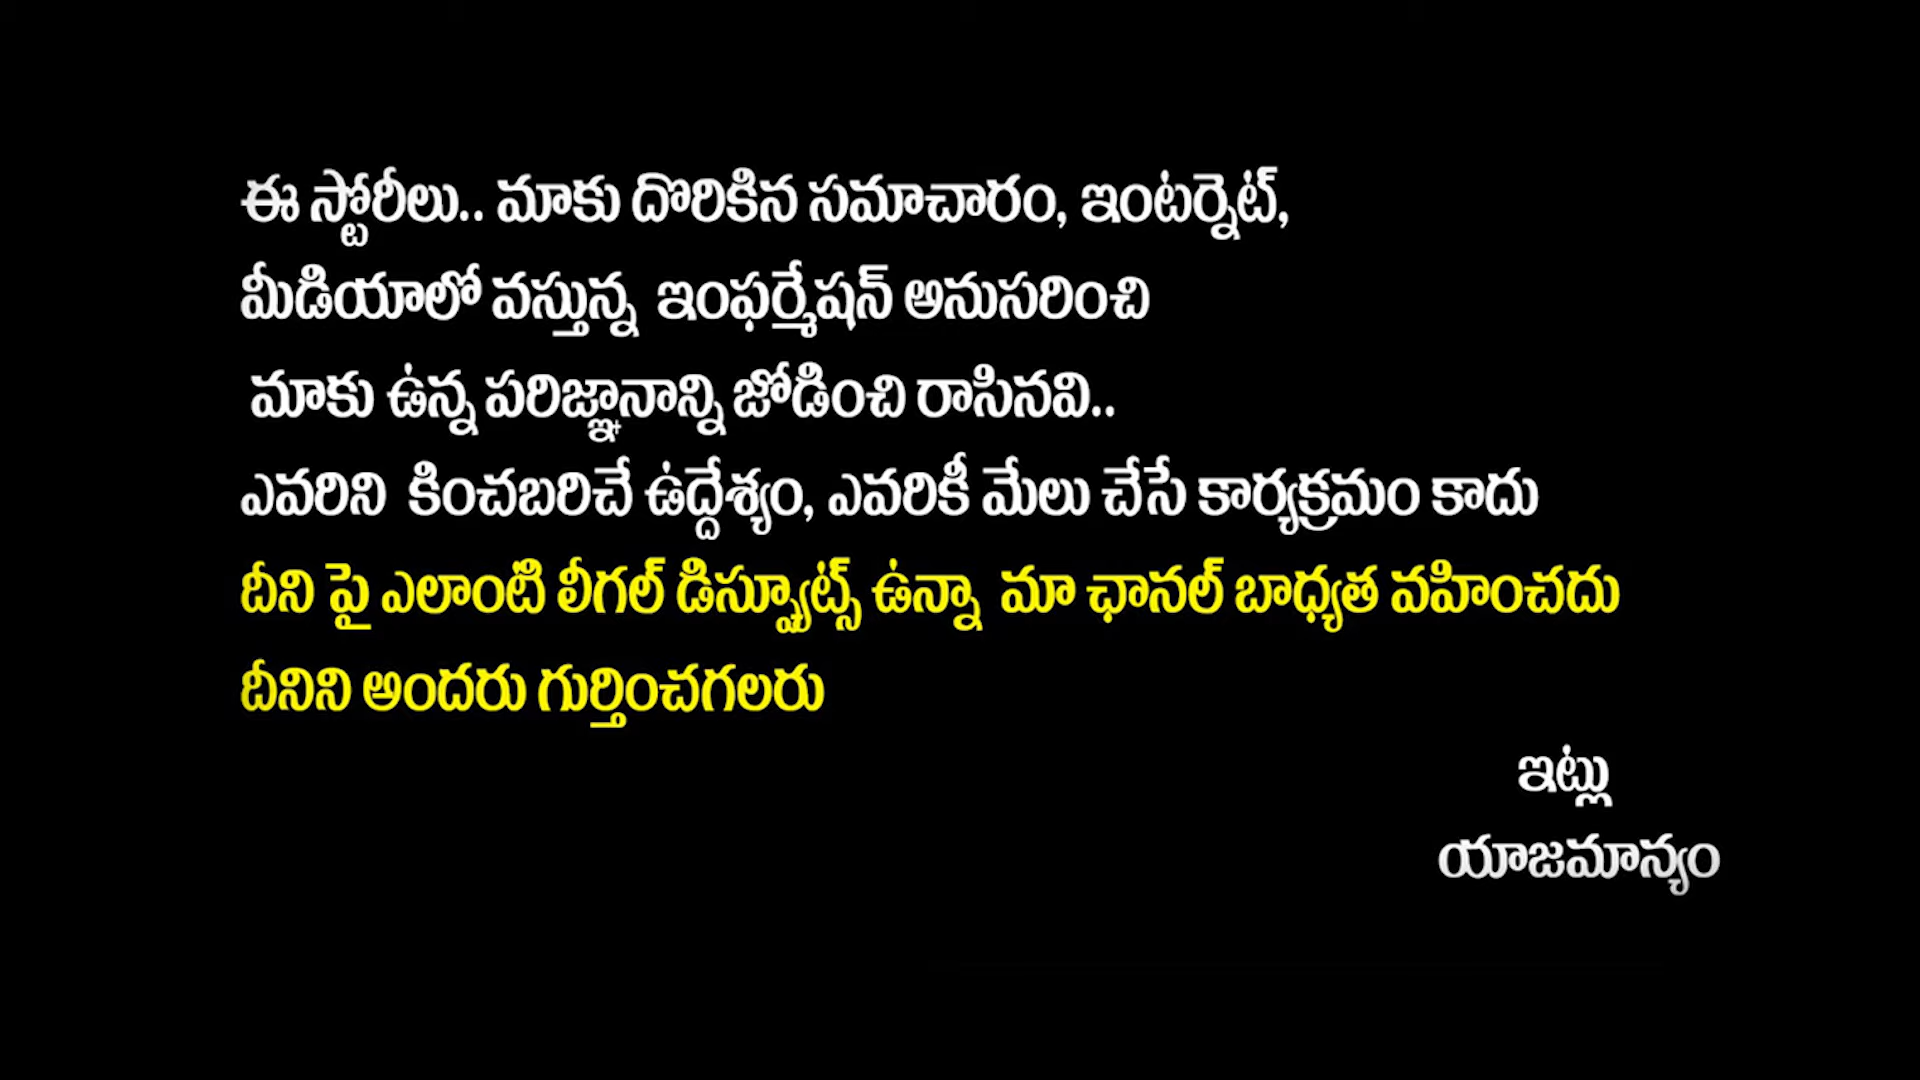 ఈ స్టోరీలు.. మాకు దొరికిన సమాచారం, ఇంటర్నెట్,
మీడియాలో వస్తున్న ఇంఫర్మేషన్ అనుసరించి
మాకు ఉన్న పరిజ్ఞానాన్ని జోడించి రాసినవి..
ఎవరిని కించబరిచే ఉద్దేశ్యం, ఎవరికీ మేలు చేసే కార్యక్రమం కాదు
దీని పై ఎలాంటి లీగల్ డిస్ప్యూట్స్ ఉన్నా మా ఛానల్ బాధ్యత వహించదు
దీనిని అందరు గుర్తించగలరు
ఇట్లు
యాజమాన్యం